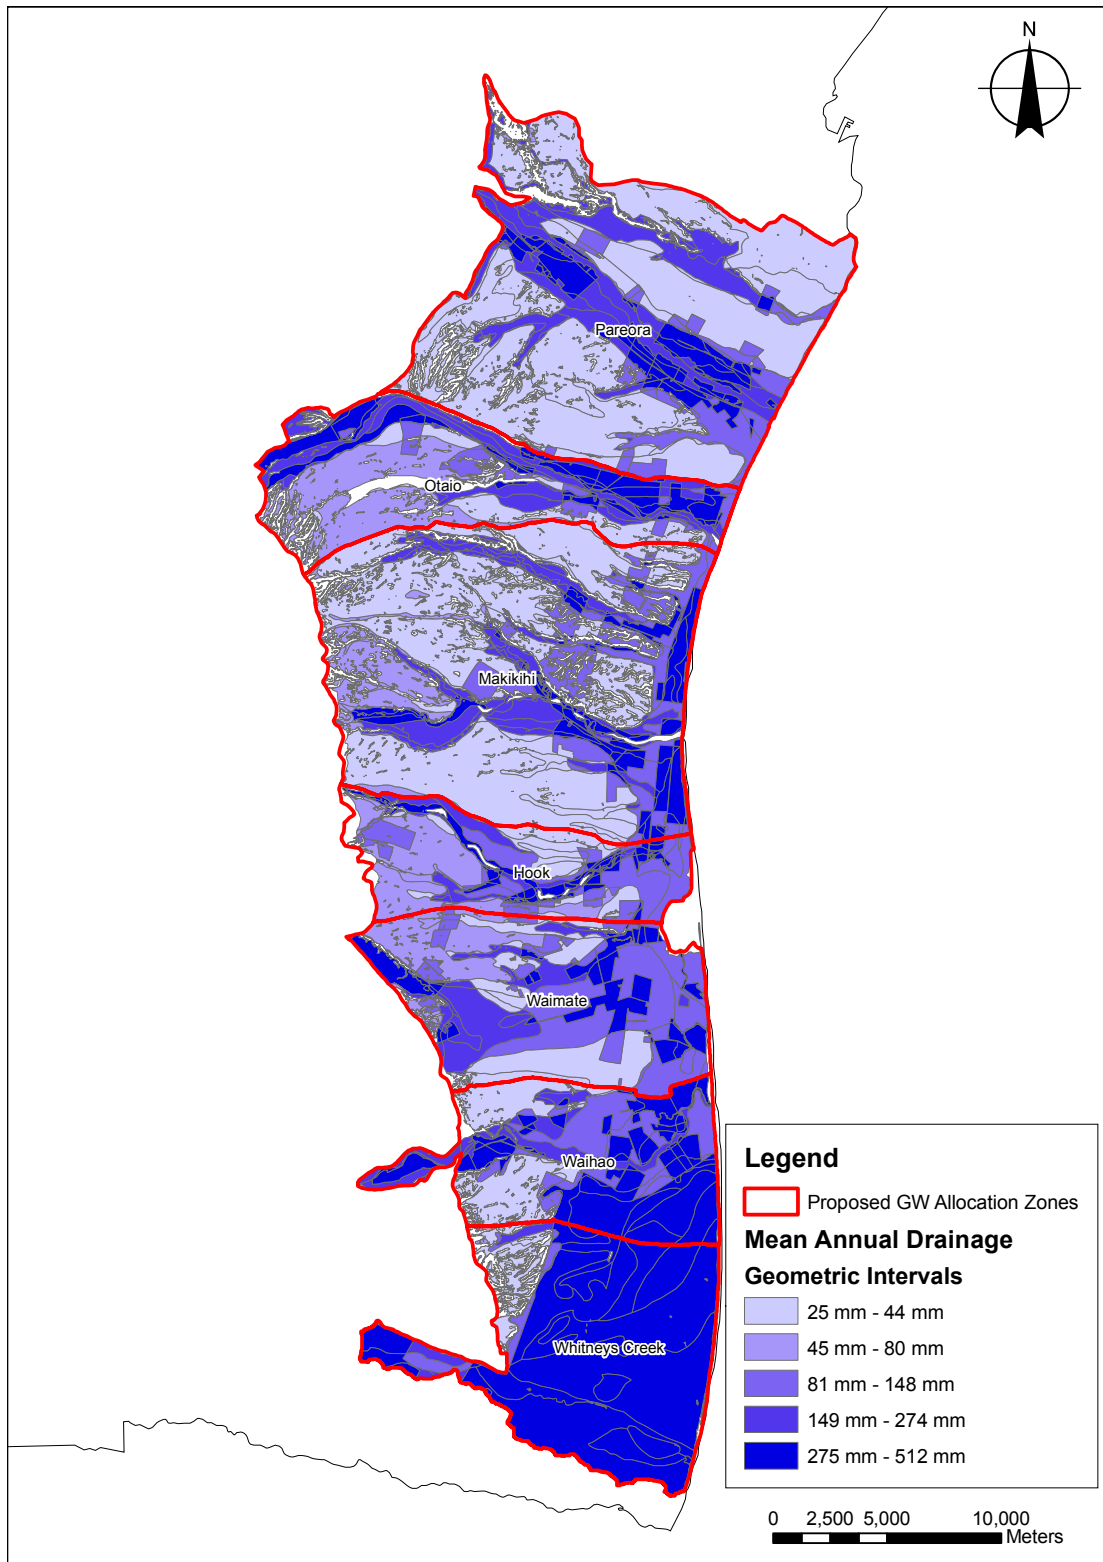 N
Pareora
Otaio
Makikihi
Hook
Waimate
Waihao
Whitneys Creek
Legend
Proposed GW Allocation Zones
Mean Annual Drainage
Geometric Intervals
25 mm - 44 mm
45 mm - 80 mm
81 mm - 148 mm
149 mm - 274 mm
275 mm - 512 mm
0 2,500 5,000 10,000
Meters